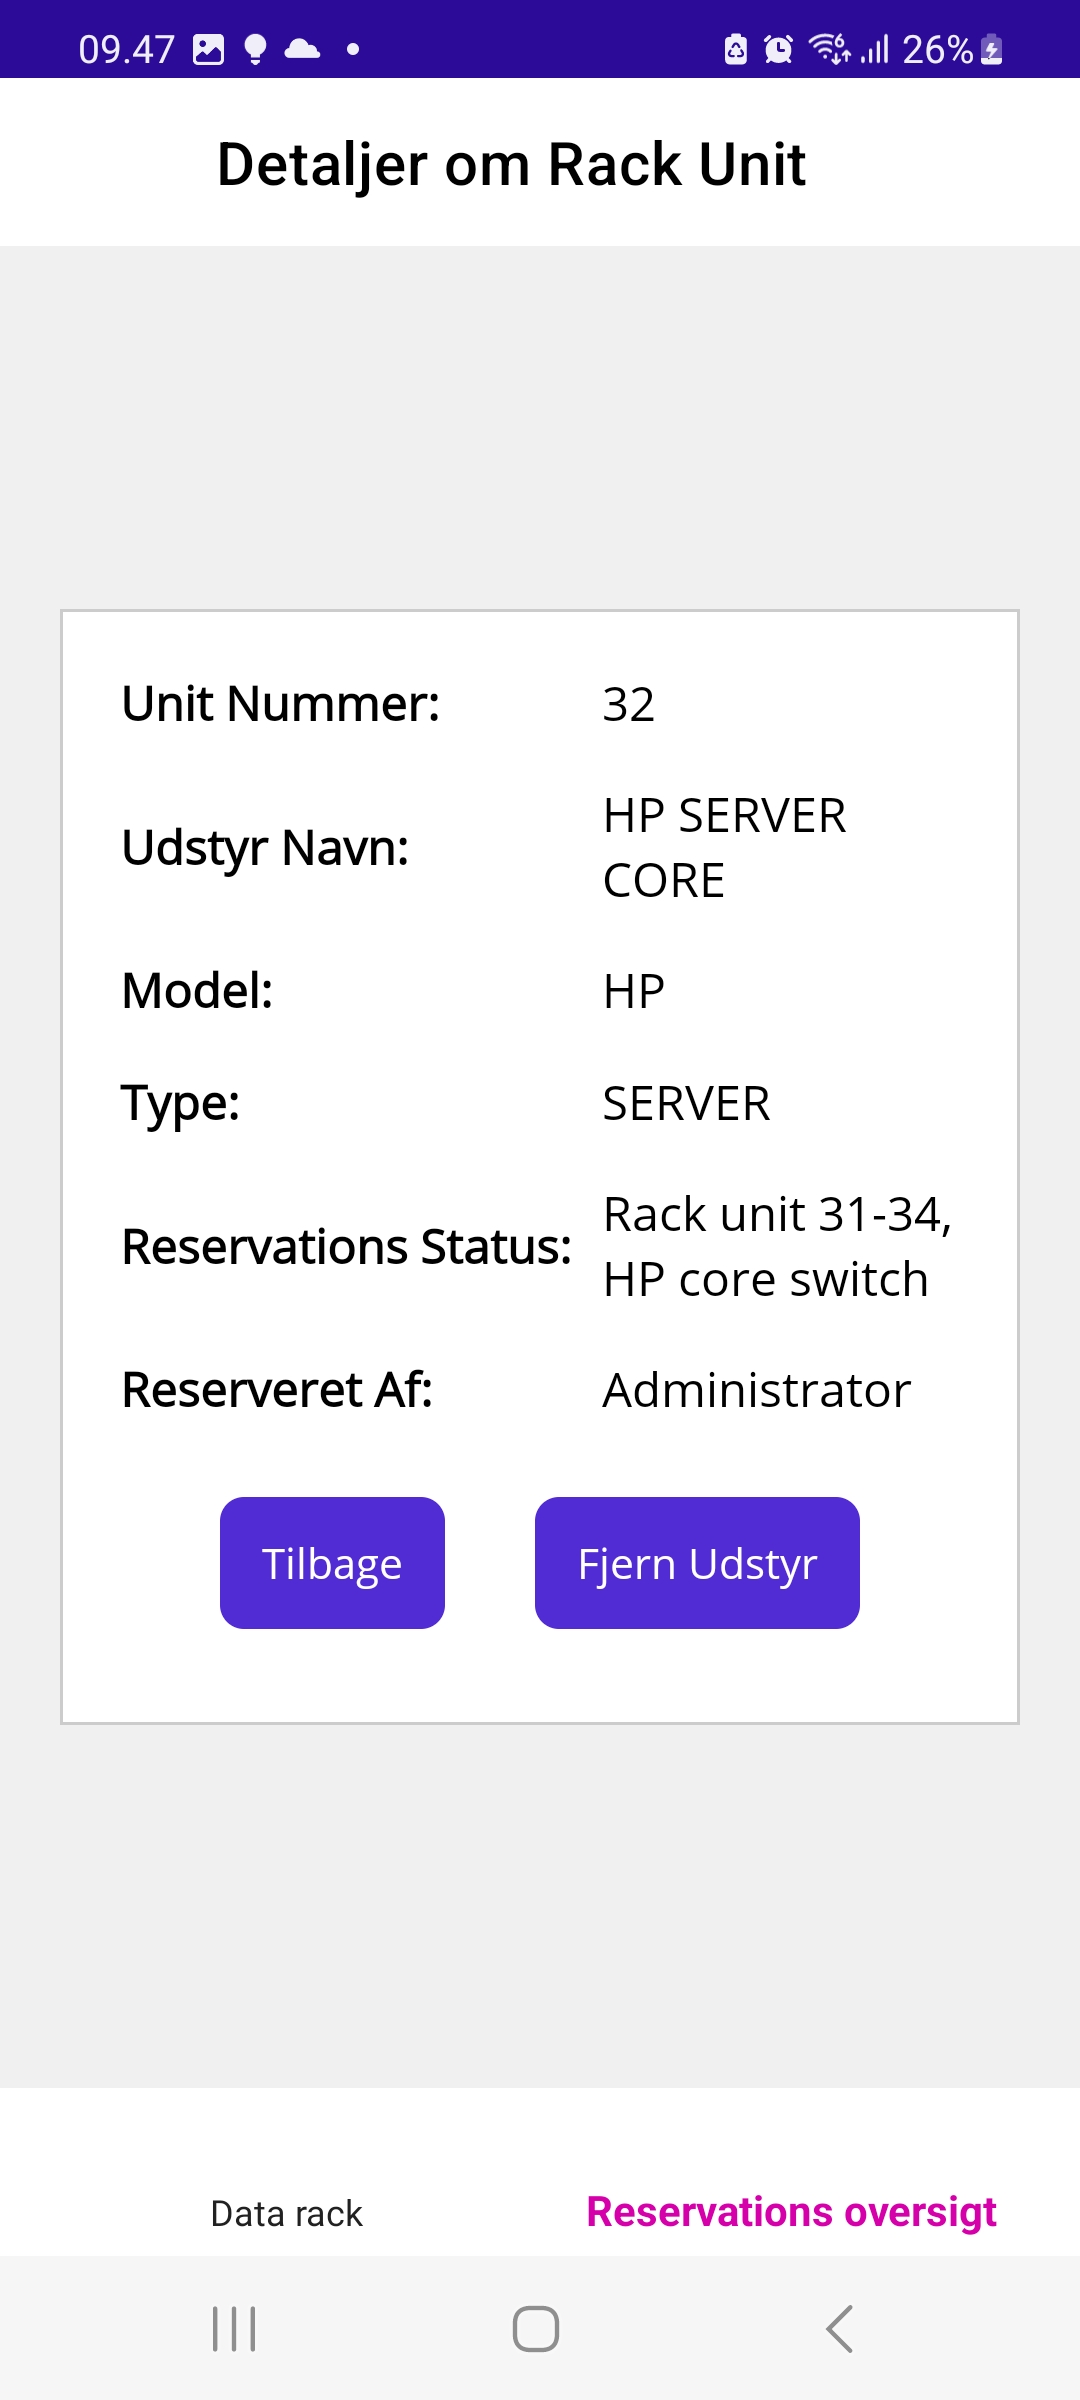 09.47
26%
Detaljer om Rack Unit
Unit Nummer: 32
Udstyr Navn: HP SERVER
CORE
Model: HP
Type: SERVER
Reservations Status: Rack unit 31-34,
HP core switch
Reserveret Af: Administrator
Tilbage
Fjern Udstyr
Data rack
Reservations oversigt